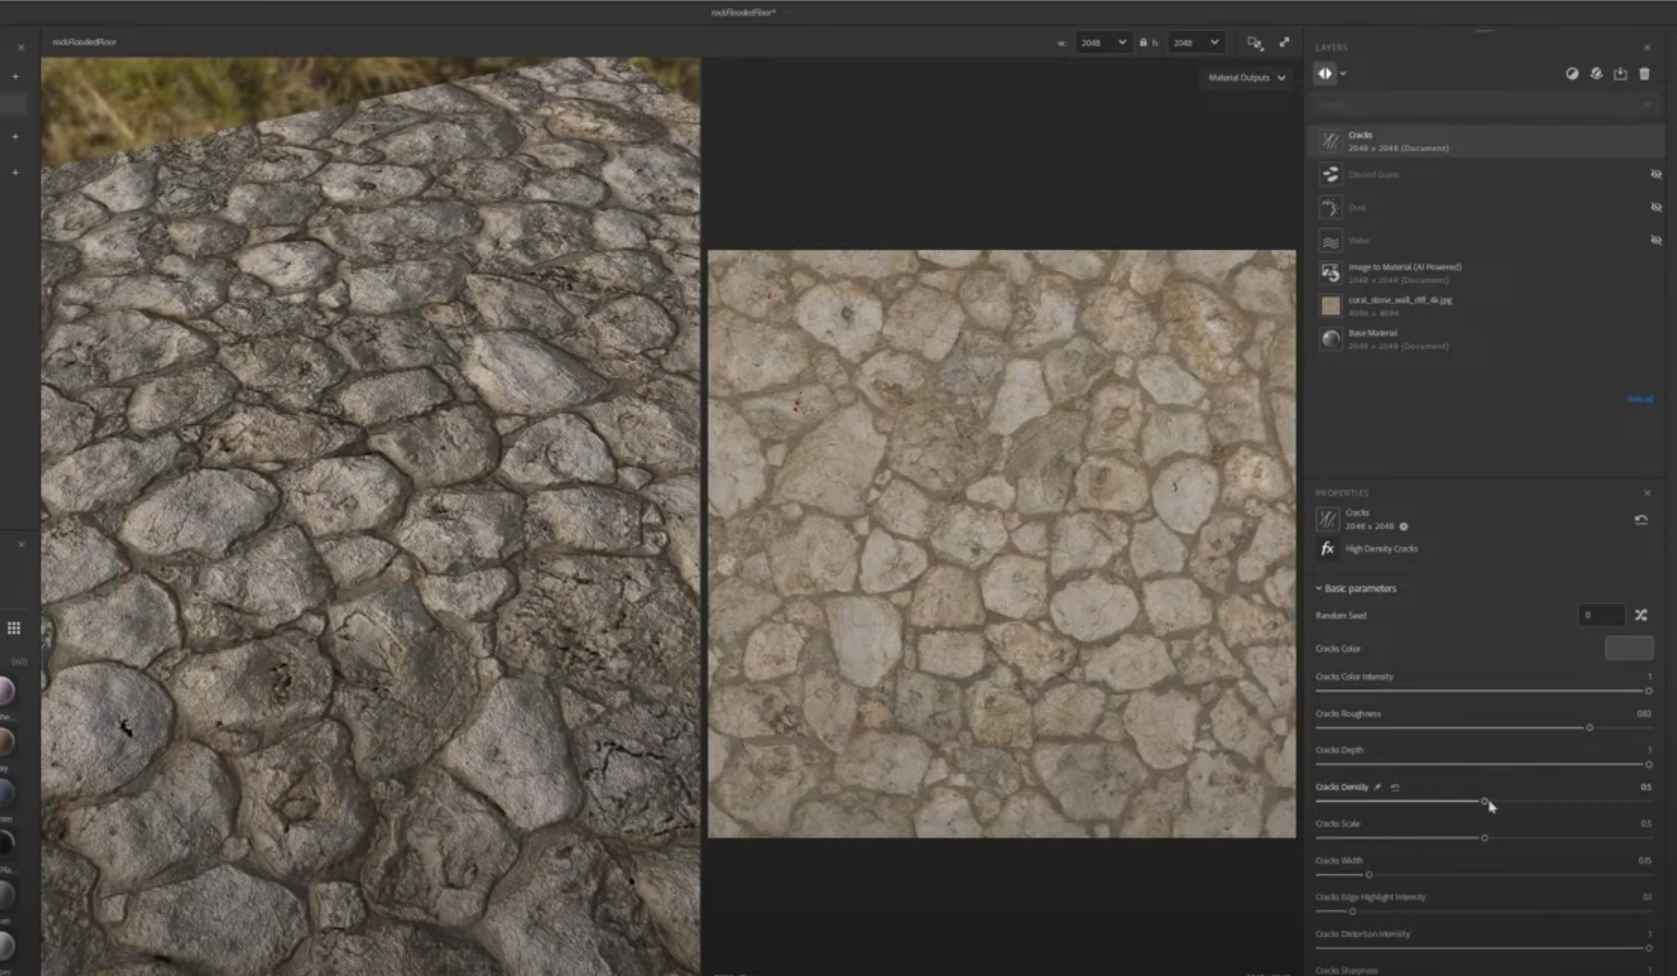 rockFloodedFloor*
rockFloodedFloor
w: 2048 h: 2048
Material Outputs
LAYERS
Cracks
2048 x 2048 (Document)
Dust
Water
Image to Material (AI Powered)
2048 x 2048 (Document)
coral_stone_wall_diff_4k.jpg
4096 x 4096
Base Material
2048 x 2048 (Document)
Reload
PROPERTIES
Cracks
2048 x 2048
fx High Density Cracks
Basic parameters
Random Seed 0
Cracks Color
Cracks Color Intensity 1
Cracks Roughness 0.82
Cracks Depth 1
Cracks Density 0.5
Cracks Scale 0.5
Cracks Width 0.15
Cracks Edge Highlight Intensity 0.1
Cracks Distortion Intensity 1
Cracks Sharpness 1
(60)